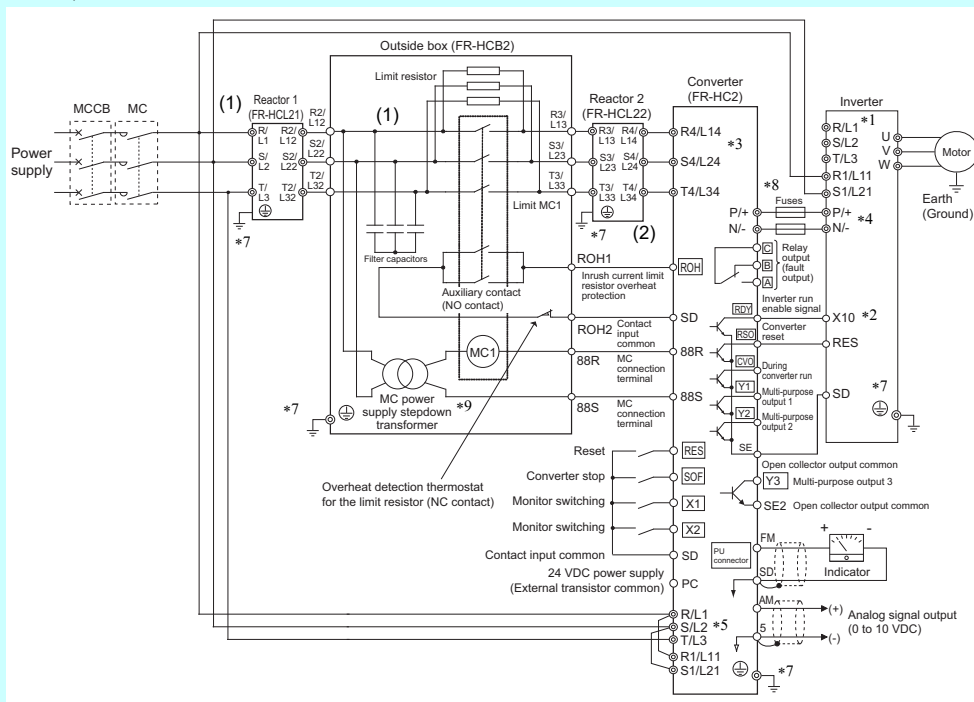 Outside box (FR-HCB2)
Limit resistor
MCCB
MC
Power
supply
(1)
Reactor 1
(FR-HCL21)
R/
L1
R2/
L12
S/
L2
S2/
L22
T/
L3
T2/
L32
*7
R2/
L12
S2/
L22
T2/
L32
(1)
Filter capacitors
Limit MC1
R3/
L13
S3/
L23
T3/
L33
Reactor 2
(FR-HCL22)
R3/
L13
R4/
L14
S3/
L23
S4/
L24
T3/
L33
T4/
L34
*7
(2)
Converter
(FR-HC2)
R4/L14
*3
S4/L24
T4/L34
Inverter
R/L1
*1
S/L2
T/L3
R1/L11
S1/L21
U
V
W
Motor
Earth
(Ground)
*8
Fuses
P/+
P/+
*4
N/-
N/-
C
B
A
Relay
output
(fault
output)
Auxiliary contact
(NO contact)
ROH1
Inrush current limit
resistor overheat
protection
ROH
ROH2
Contact
input
common
SD
MC1
88R
MC
connection
terminal
88R
88S
MC
connection
terminal
88S
MC power
supply stepdown
transformer
*9
*7
Overheat detection thermostat
for the limit resistor (NC contact)
RDY
Inverter run
enable signal
X10
*2
RSO
Converter
reset
RES
CVO
During
converter run
Y1
Multi-purpose
output 1
SD
*7
Y2
Multi-purpose
output 2
SE
Open collector output common
Y3
Multi-purpose output 3
SE2
Open collector output common
Reset
RES
Converter stop
SOF
Monitor switching
X1
Monitor switching
X2
Contact input common
SD
24 VDC power supply
(External transistor common)
PC
PU
connector
FM
+
-
Indicator
SD
AM
(+)
Analog signal output
(0 to 10 VDC)
5
(-)
R/L1
S/L2
*5
T/L3
R1/L11
S1/L21
*7